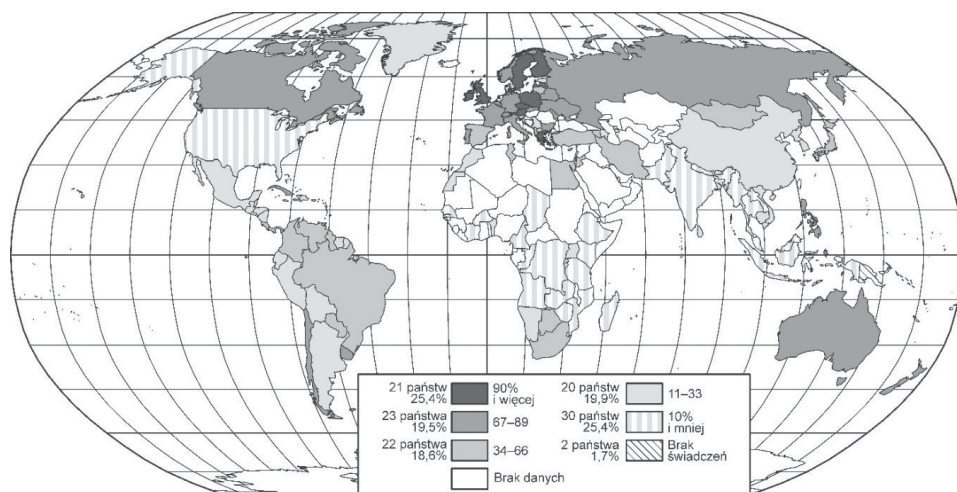 21 państw
25,4%
90%
i więcej
23 państwa
19,5%
67–89
22 państwa
18,6%
34–66
Brak danych
20 państw
19,9%
11–33
30 państw
25,4%
10%
i mniej
2 państwa
1,7%
Brak
świadczeń